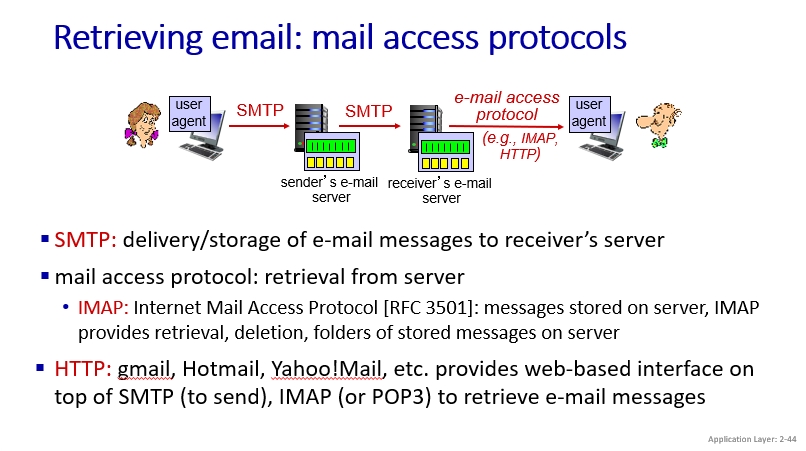 Retrieving email: mail access protocols
user
agent
SMTP
SMTP
e-mail access
protocol
(e.g., IMAP,
HTTP)
user
agent
sender’s e-mail
server
receiver’s e-mail
server
▪ SMTP: delivery/storage of e-mail messages to receiver’s server
▪ mail access protocol: retrieval from server
• IMAP: Internet Mail Access Protocol [RFC 3501]: messages stored on server, IMAP
provides retrieval, deletion, folders of stored messages on server
▪ HTTP: gmail, Hotmail, Yahoo!Mail, etc. provides web-based interface on
top of SMTP (to send), IMAP (or POP3) to retrieve e-mail messages
Application Layer: 2-44